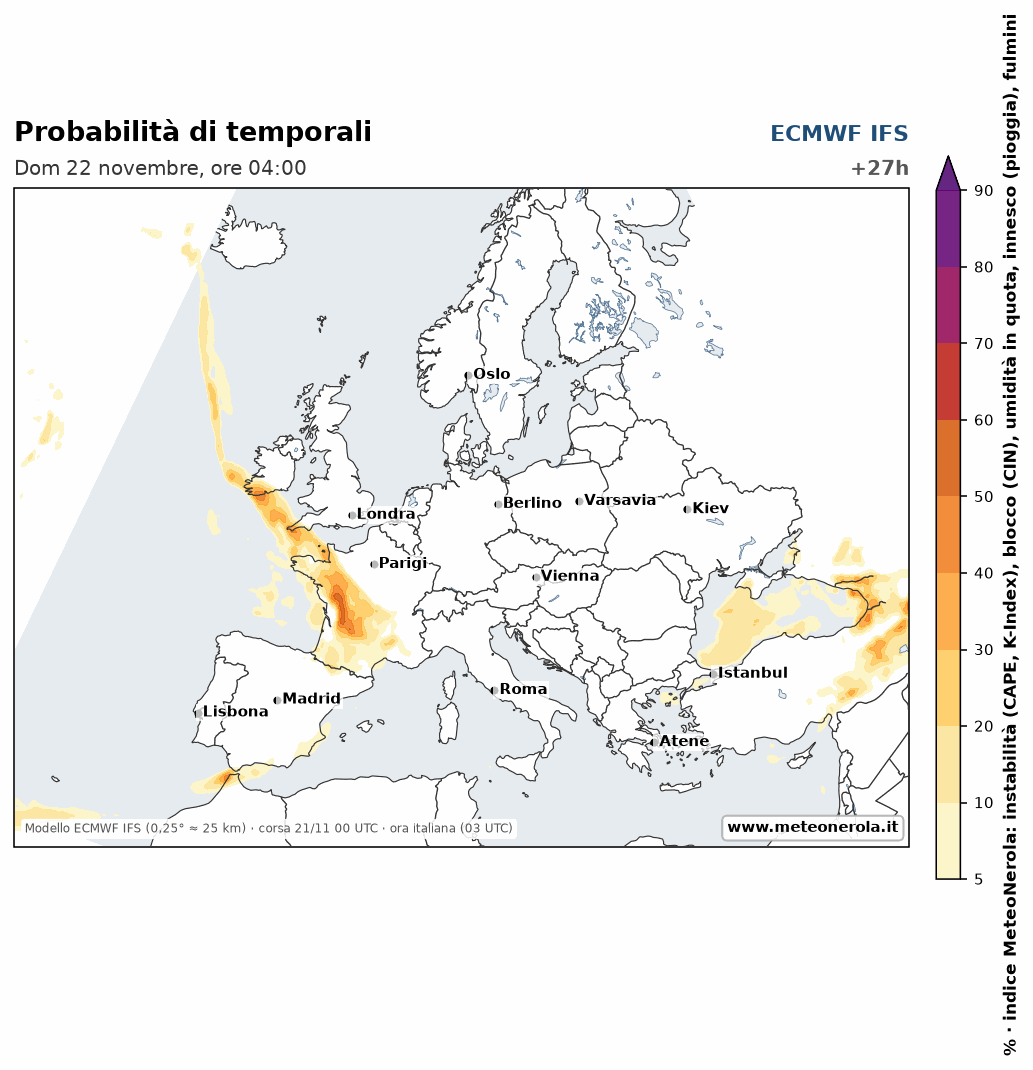 Probabilità di temporali
ECMWF IFS
Dom 22 novembre, ore 04:00
+27h
Oslo
Londra
Berlino
Varsavia
Kiev
Parigi
Vienna
Istanbul
Roma
Madrid
Lisbona
Atene
Modello ECMWF IFS (0,25° ≈ 25 km) · corsa 21/11 00 UTC · ora italiana (03 UTC)
www.meteonerola.it
90
80
70
60
50
40
30
20
10
5
% · indice MeteoNerola: instabilità (CAPE, K-Index), blocco (CIN), umidità in quota, innesco (pioggia), fulmini